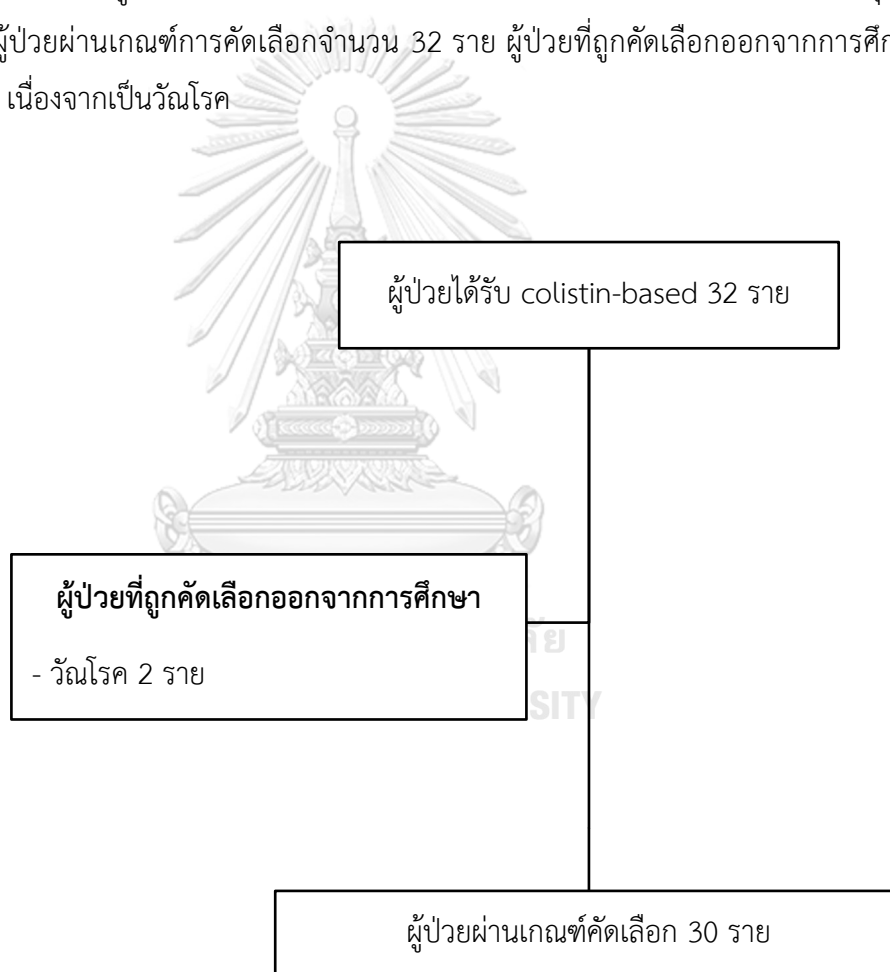 ผู้ป่วยผ่านเกณฑ์การคัดเลือกจำนวน 32 ราย ผู้ป่วยที่ถูกคัดเลือกออกจากการศึก
เนื่องจากเป็นวัณโรค
ผู้ป่วยได้รับ colistin-based 32 ราย
ผู้ป่วยที่ถูกคัดเลือกออกจากการศึกษา
- วัณโรค 2 ราย
ลัย
SITY
ผู้ป่วยผ่านเกณฑ์คัดเลือก 30 ราย